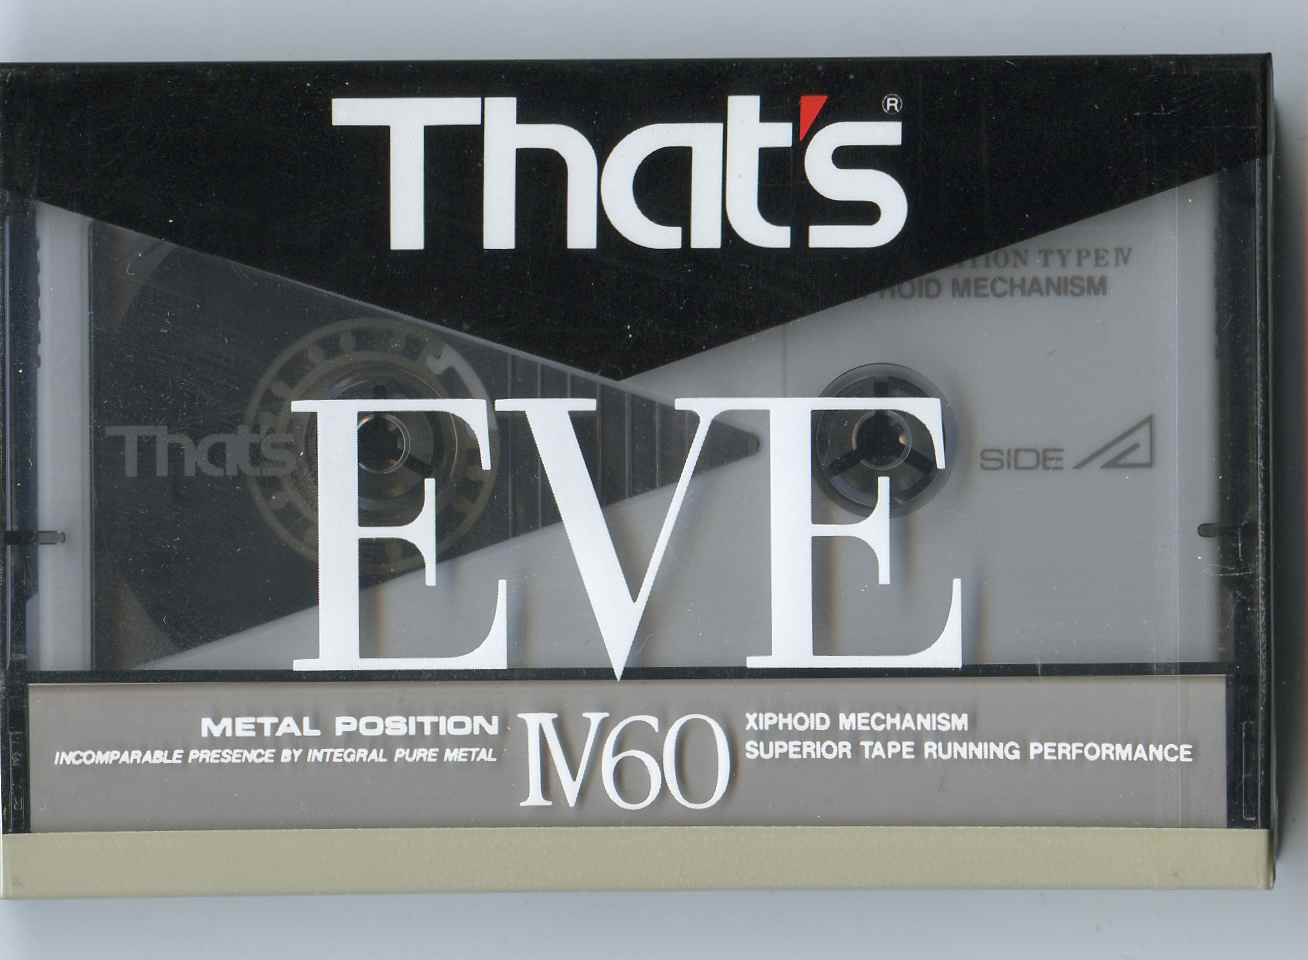 That's®
TYPE IV
MECHANISM
That's
SIDE A
EVE
METAL POSITION
INCOMPARABLE PRESENCE BY INTEGRAL PURE METAL
IV60
XIPHOID MECHANISM
SUPERIOR TAPE RUNNING PERFORMANCE